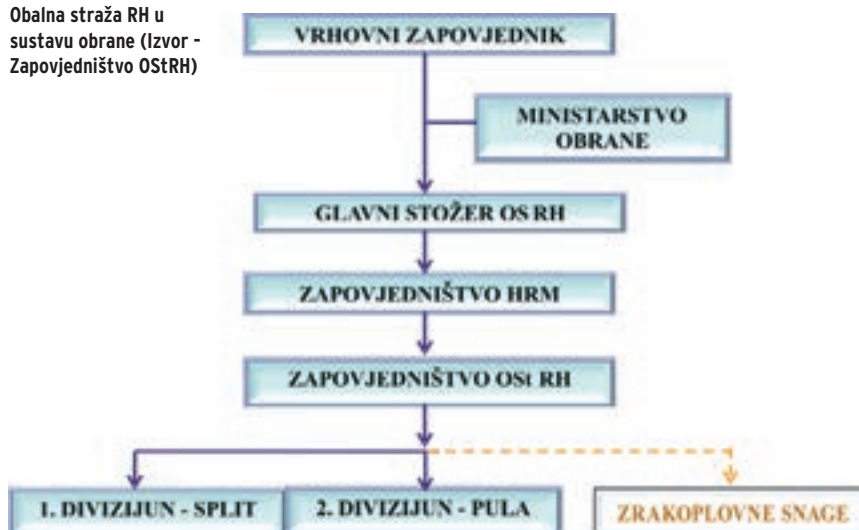 Obalna straža RH u
sustavu obrane (Izvor -
Zapovjedništvo OStRH)
VRHOVNI ZAPOVJEDNIK
MINISTARSTVO
OBRANE
GLAVNI STOŽER OS RH
ZAPOVJEDNIŠTVO HRM
ZAPOVJEDNIŠTVO OSt RH
1. DIVIZIJUN - SPLIT
2. DIVIZIJUN - PULA
ZRAKOPLOVNE SNAGE